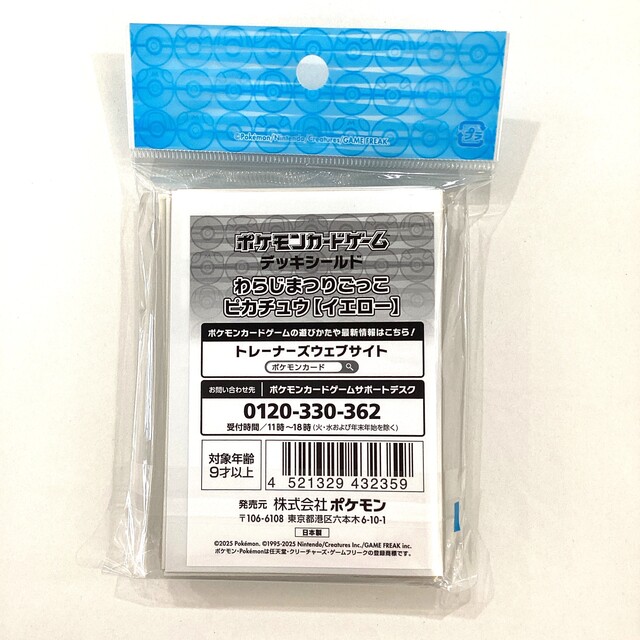 ©Pokémon/Nintendo/Creatures/GAME FREAK
プラ
ポケモンカードゲーム
デッキシールド
わらじまつりごっこ
ピカチュウ【イエロー】
ポケモンカードゲームの遊びかたや最新情報はこちら!
トレーナーズウェブサイト
ポケモンカード
お問い合わせ先 ポケモンカードゲームサポートデスク
0120-330-362
受付時間/11時~18時(火・水および年末年始を除く)
対象年齢
9才以上
4 521329 432359
発売元 株式会社ポケモン
〒106-6108 東京都港区六本木6-10-1
日本製
©2025 Pokémon. ©1995-2025 Nintendo/Creatures Inc./GAME FREAK inc.
ポケモン・Pokémonは任天堂・クリーチャーズ・ゲームフリークの登録商標です。